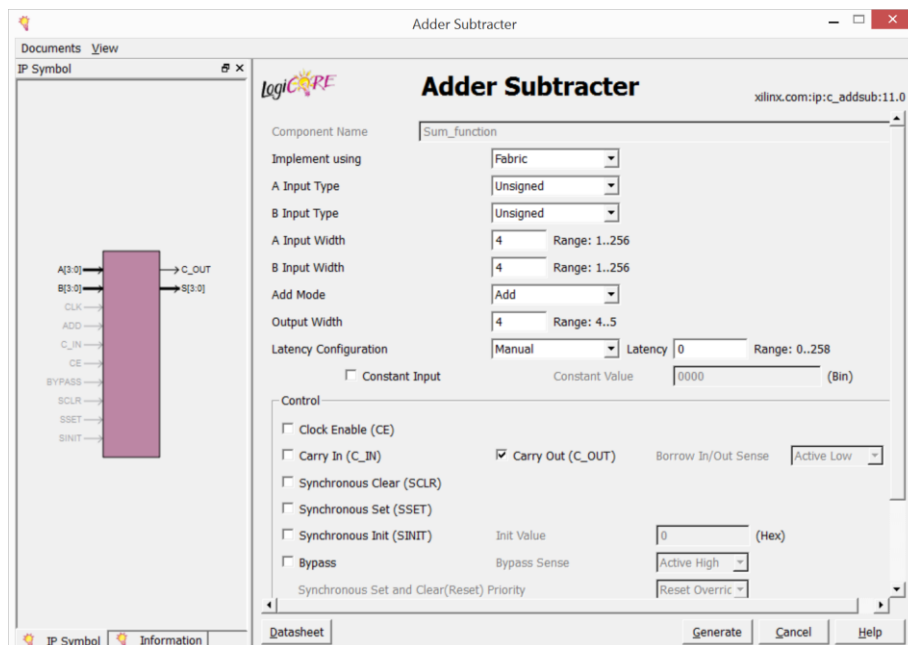 Adder Subtracter
Documents View
IP Symbol
A[3:0]
B[3:0]
CLK
ADD
C_IN
CE
BYPASS
SCLR
SSET
SINIT
C_OUT
S[3:0]
IP Symbol Information
LogiCORE
Adder Subtracter
xilinx.com:ip:c_addsub:11.0
Component Name Sum_function
Implement using Fabric
A Input Type Unsigned
B Input Type Unsigned
A Input Width 4 Range: 1..256
B Input Width 4 Range: 1..256
Add Mode Add
Output Width 4 Range: 4..5
Latency Configuration Manual Latency 0 Range: 0..258
Constant Input Constant Value 0000 (Bin)
Control
Clock Enable (CE)
Carry In (C_IN) Carry Out (C_OUT) Borrow In/Out Sense Active Low
Synchronous Clear (SCLR)
Synchronous Set (SSET)
Synchronous Init (SINIT) Init Value 0 (Hex)
Bypass Bypass Sense Active High
Synchronous Set and Clear(Reset) Priority Reset Overric
Datasheet Generate Cancel Help